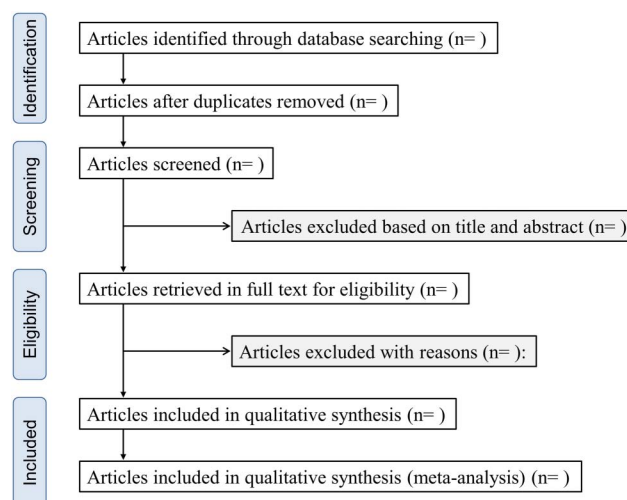 Identification
Articles identified through database searching (n= )
Articles after duplicates removed (n= )
Screening
Articles screened (n= )
Articles excluded based on title and abstract (n= )
Eligibility
Articles retrieved in full text for eligibility (n= )
Articles excluded with reasons (n= ):
Included
Articles included in qualitative synthesis (n= )
Articles included in qualitative synthesis (meta-analysis) (n= )